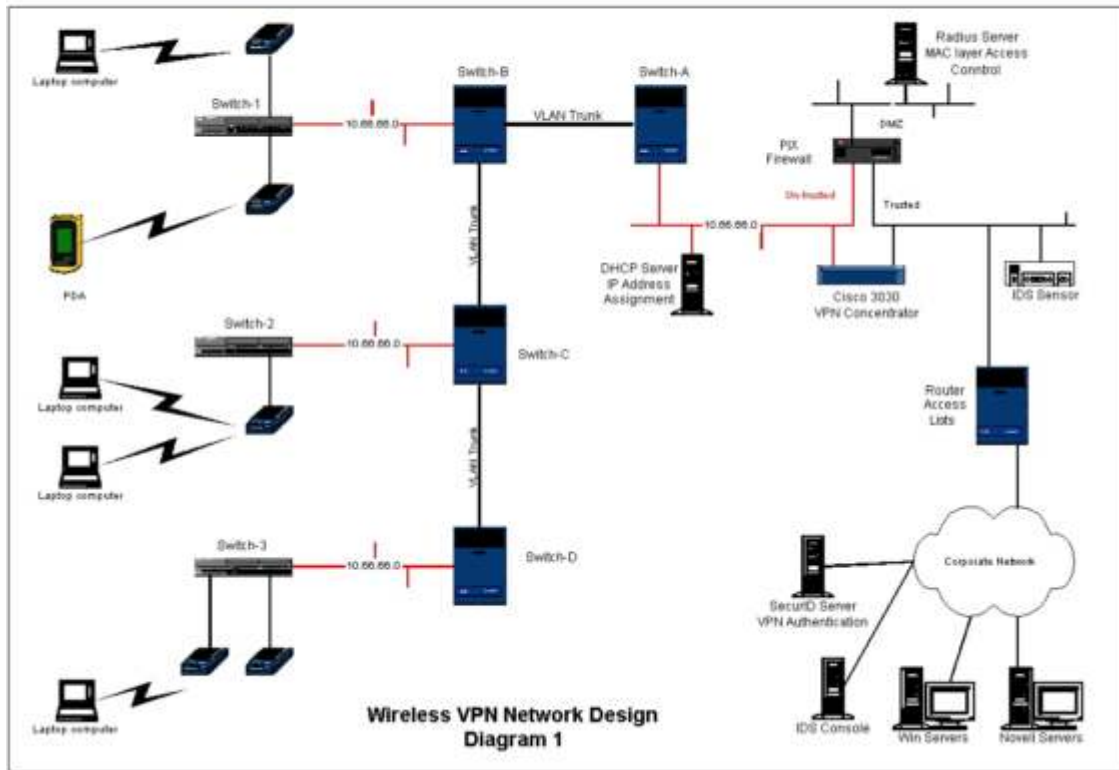 Laptop computer
Switch-1
10.66.66.0
Switch-B
VLAN Trunk
Switch-A
Radius Server
MAC layer Access
Conntrol
DMZ
PIX
Firewall
Un-trusted
Trusted
10.66.66.0
PDA
VLAN Trunk
DHCP Server
IP Address
Assignment
Cisco 3030
VPN Concentrator
IDS Sensor
Switch-2
10.66.66.0
Switch-C
Laptop computer
Laptop computer
VLAN Trunk
Router
Access
Lists
Switch-3
10.66.66.0
Switch-D
Corporate Network
SecurID Server
VPN Authentication
Laptop computer
Wireless VPN Network Design
Diagram 1
IDS Console
Win Servers
Novell Servers